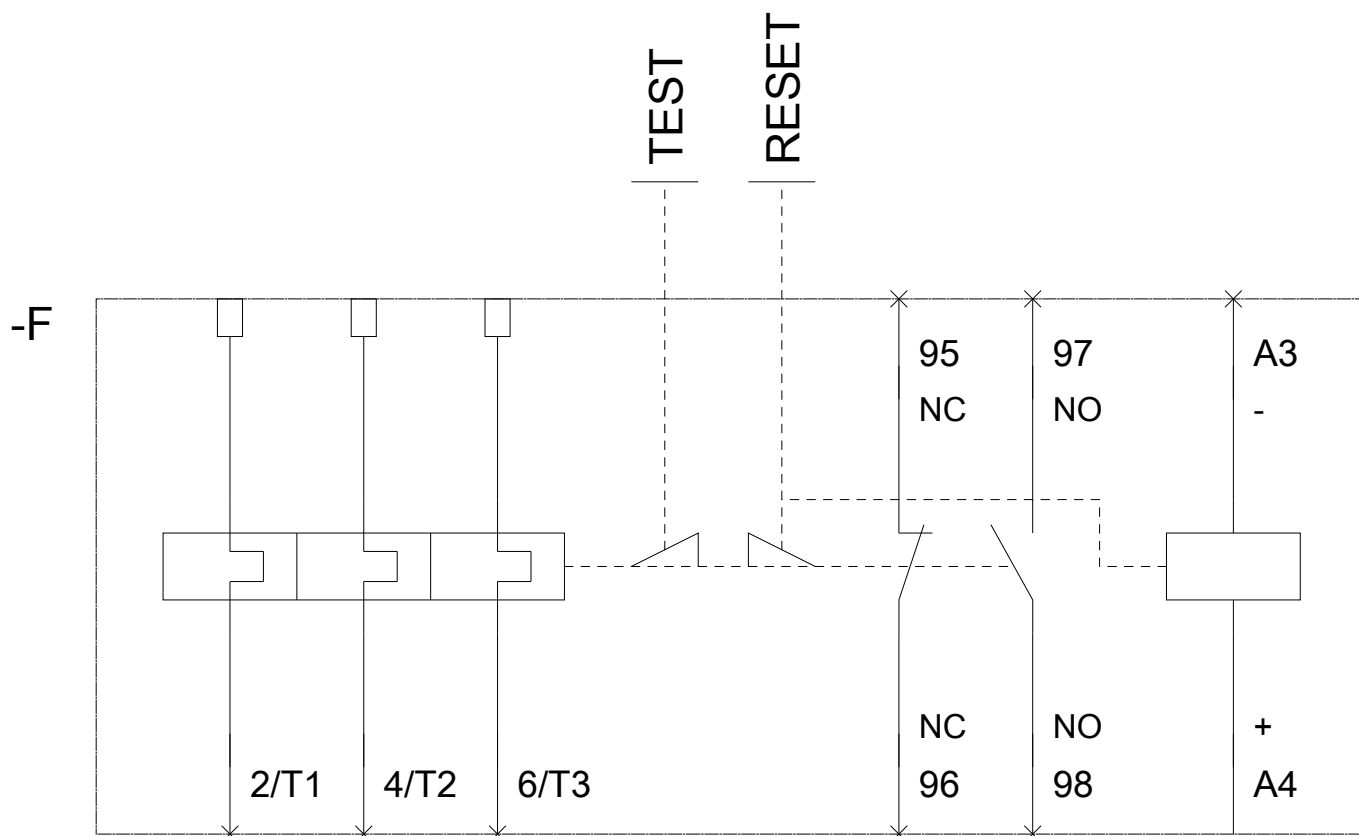 TEST
RESET
-F
95 97 A3
NC NO -
NC NO +
2/T1 4/T2 6/T3 96 98 A4